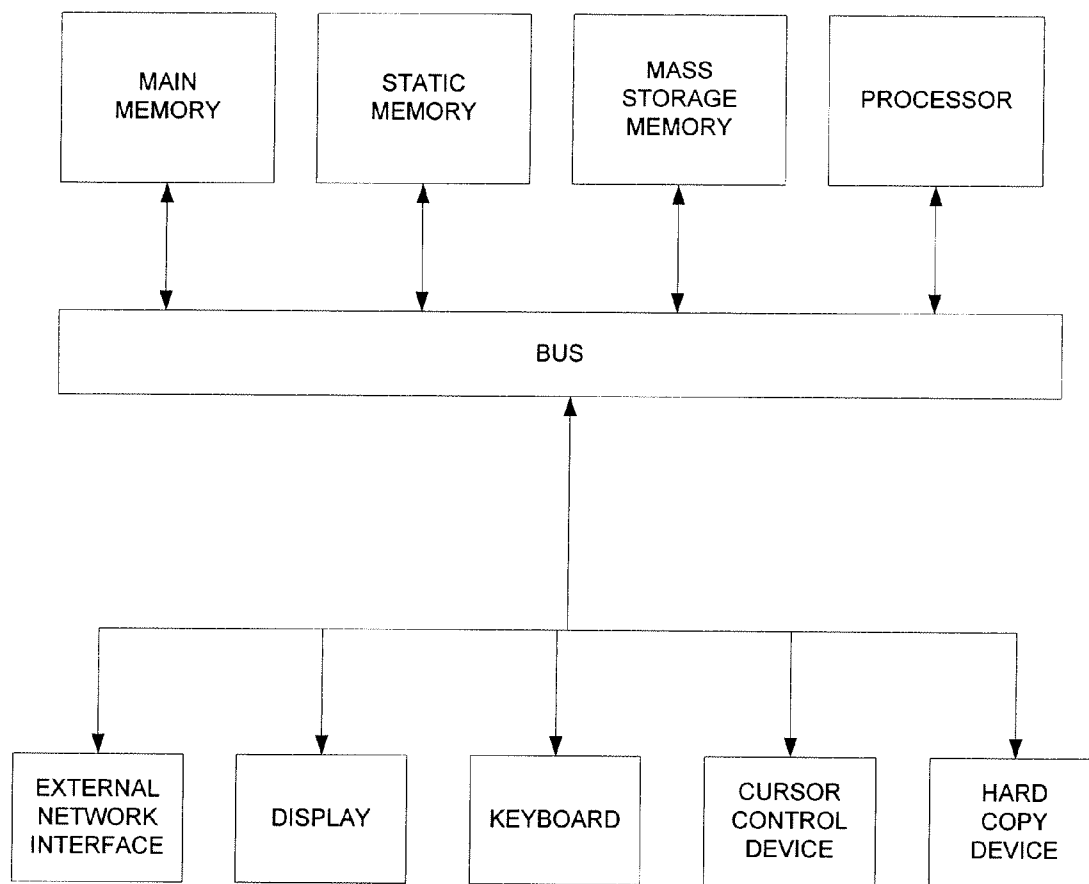 MAIN
MEMORY
STATIC
MEMORY
MASS
STORAGE
MEMORY
PROCESSOR
BUS
EXTERNAL
NETWORK
INTERFACE
DISPLAY
KEYBOARD
CURSOR
CONTROL
DEVICE
HARD
COPY
DEVICE